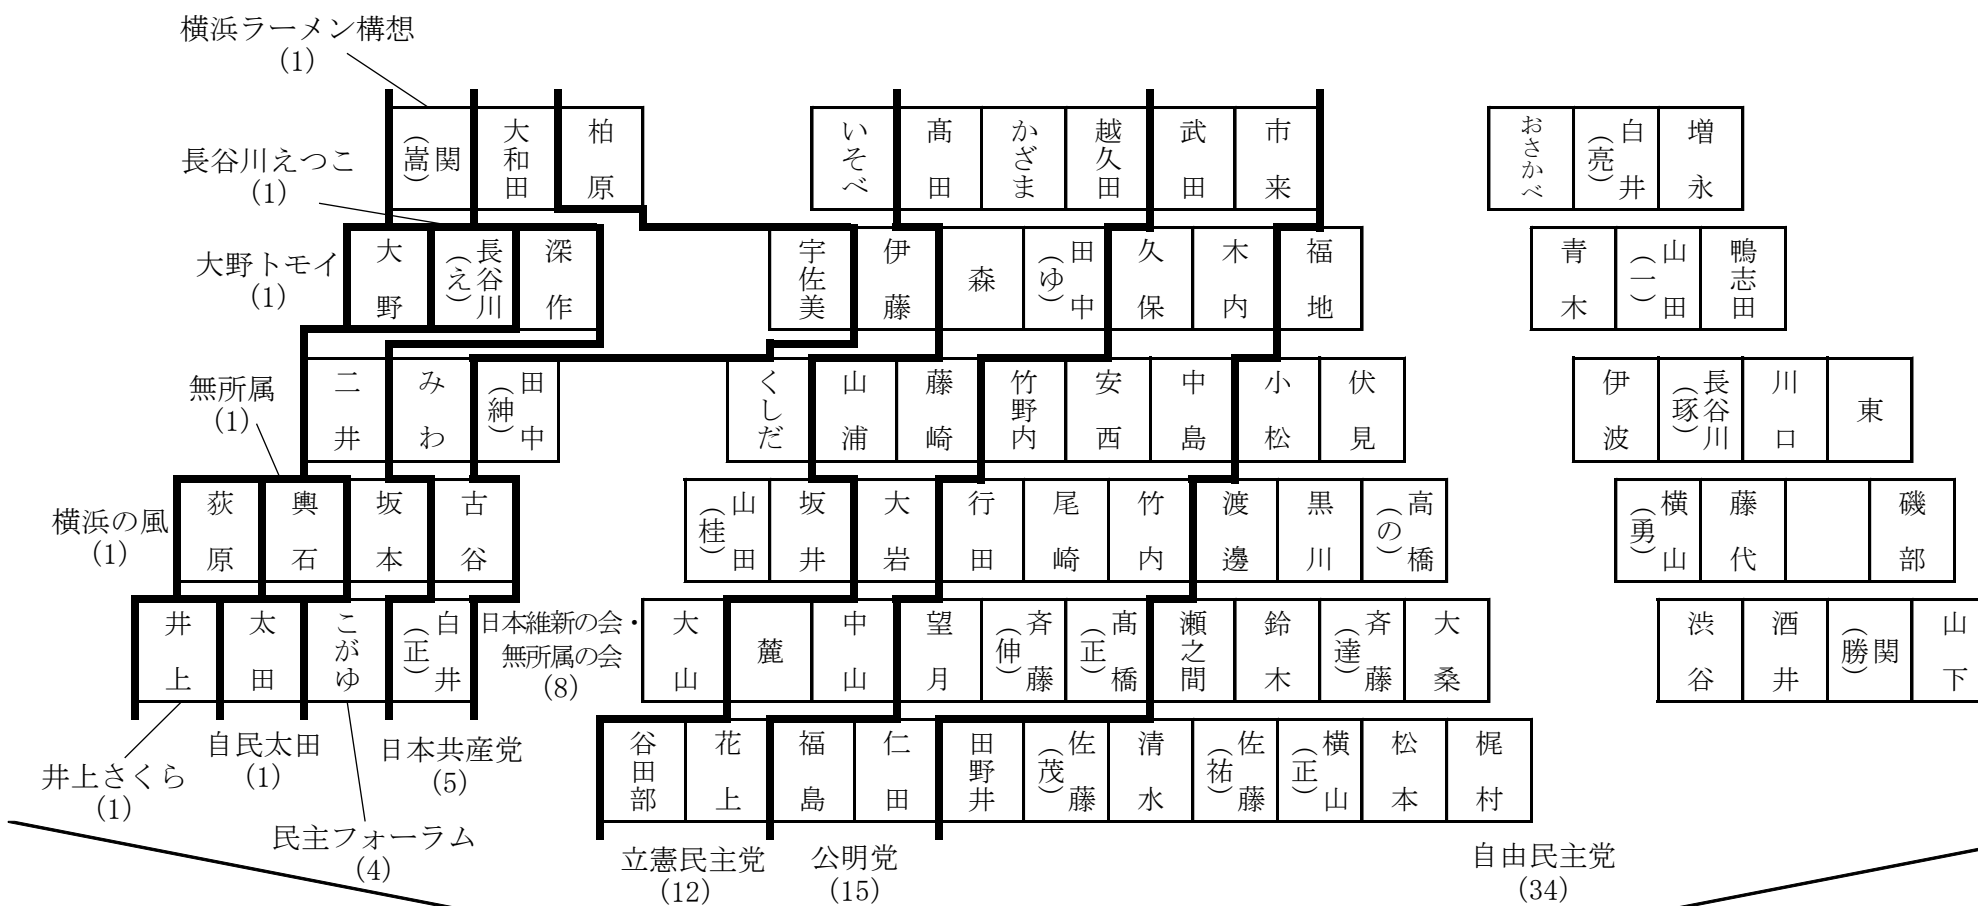 横浜ラーメン構想
(1)
関(嵩)
大和田
柏原
いそべ
髙田
かざま
越久田
武田
市来
おさかべ
白井(亮)
増永
長谷川えつこ
(1)
大野トモイ
(1)
大野
長谷川(え)
深作
宇佐美
伊藤
森
田中(ゆ)
久保
木内
福地
青木
山田(一)
鴨志田
無所属
(1)
二井
みわ
田中(紳)
くしだ
山浦
藤崎
竹野内
安西
中島
小松
伏見
伊波
長谷川(琢)
川口
東
横浜の風
(1)
荻原
輿石
坂本
古谷
山田(桂)
坂井
大岩
行田
尾崎
竹内
渡邊
黒川
高橋(の)
横山(勇)
藤代
磯部
井上
太田
こがゆ
白井(正)
日本維新の会・
無所属の会
(8)
大山
麓
中山
望月
斉藤(伸)
髙橋(正)
瀬之間
鈴木
斉藤(達)
大桑
渋谷
酒井
関(勝)
山下
井上さくら
(1)
自民太田
(1)
民主フォーラム
(4)
日本共産党
(5)
谷田部
花上
福島
仁田
田野井
佐藤(茂)
清水
佐藤(祐)
横山(正)
松本
梶村
立憲民主党
(12)
公明党
(15)
自由民主党
(34)